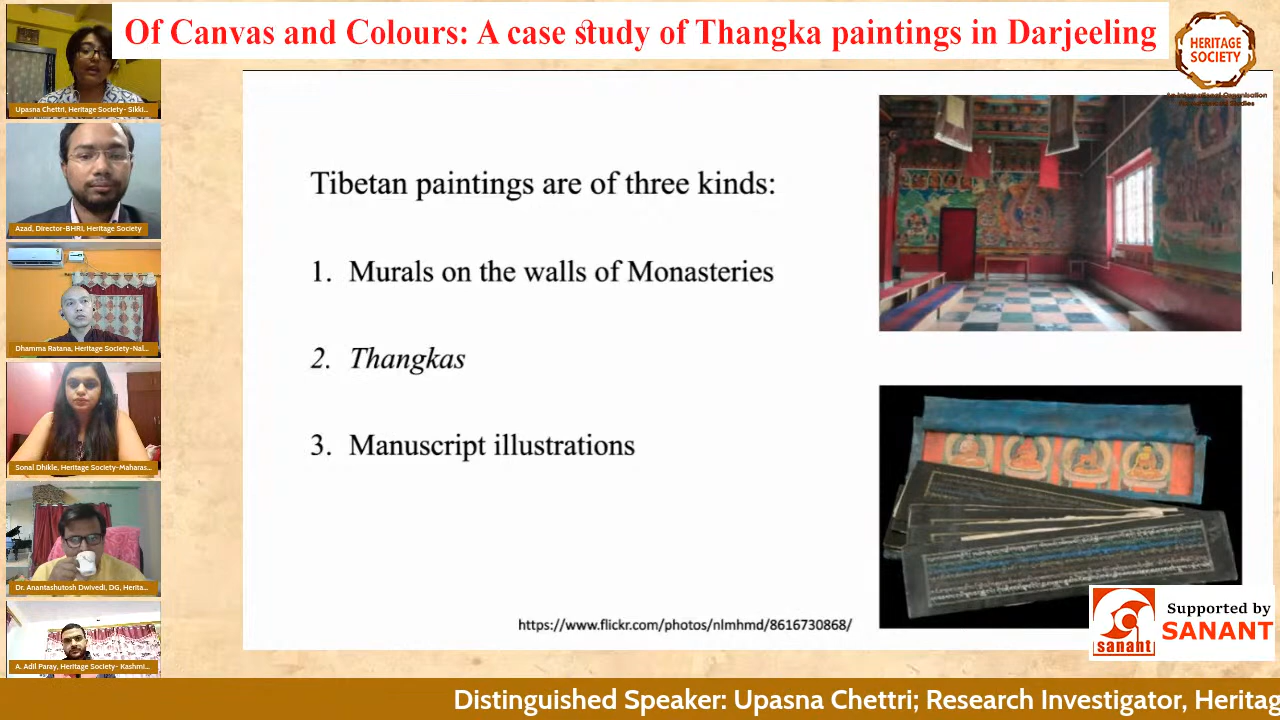 Of Canvas and Colours: A case study of Thangka paintings in Darjeeling
HERITAGE
SOCIETY
An International Organisation
Upasna Chettri, Heritage Society- Sikki...
Azad, Director-BHRI, Heritage Society
Dhamma Ratana, Heritage Society-Nal...
Sonal Dhikle, Heritage Society-Maharas...
Dr. Anantashutosh Dwivedi, DG, Herita...
A. Adil Paray, Heritage Society- Kashmi...
Tibetan paintings are of three kinds:
1. Murals on the walls of Monasteries
2. Thangkas
3. Manuscript illustrations
https://www.flickr.com/photos/nlmhmd/8616730868/
sanant
Supported by
SANANT
Distinguished Speaker: Upasna Chettri; Research Investigator, Heritag